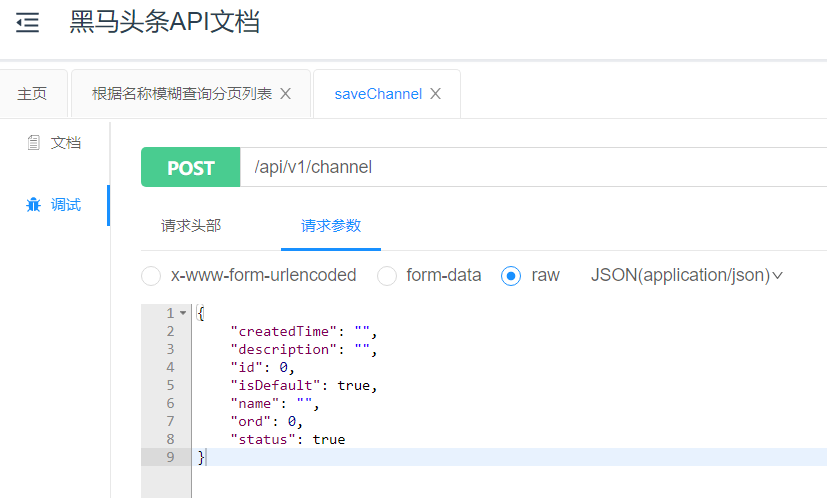 黑马头条API文档
主页 根据名称模糊查询分页列表 saveChannel
文档
POST /api/v1/channel
调试
请求头部 请求参数
x-www-form-urlencoded form-data raw JSON(application/json)
1 {
2 "createdTime": "",
3 "description": "",
4 "id": 0,
5 "isDefault": true,
6 "name": "",
7 "ord": 0,
8 "status": true
9 }